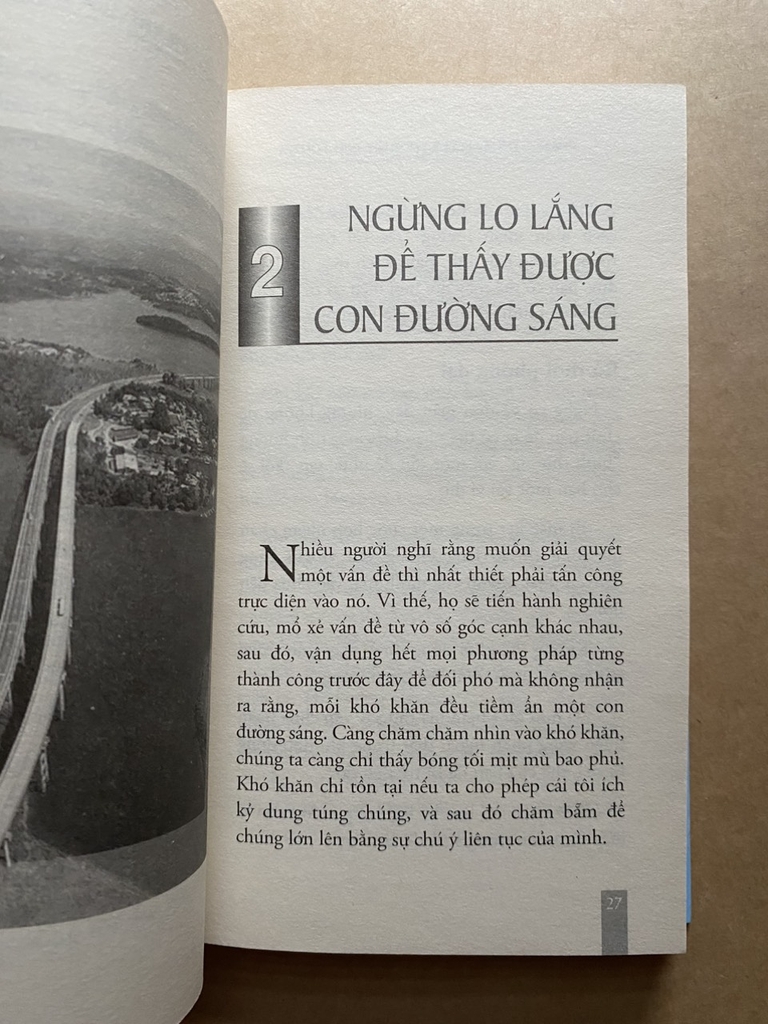 2
NGỪNG LO LẮNG
ĐỂ THẤY ĐƯỢC
CON ĐƯỜNG SÁNG
Nhiều người nghĩ rằng muốn giải quyết
một vấn đề thì nhất thiết phải tấn công
trực diện vào nó. Vì thế, họ sẽ tiến hành nghiên
cứu, mổ xẻ vấn đề từ vô số góc cạnh khác nhau,
sau đó, vận dụng hết mọi phương pháp từng
thành công trước đây để đối phó mà không nhận
ra rằng, mỗi khó khăn đều tiềm ẩn một con
đường sáng. Càng chăm chăm nhìn vào khó khăn,
chúng ta càng chỉ thấy bóng tối mịt mù bao phủ.
Khó khăn chỉ tồn tại nếu ta cho phép cái tôi ích
kỷ dung túng chúng, và sau đó chăm bẵm để
chúng lớn lên bằng sự chú ý liên tục của mình.
27